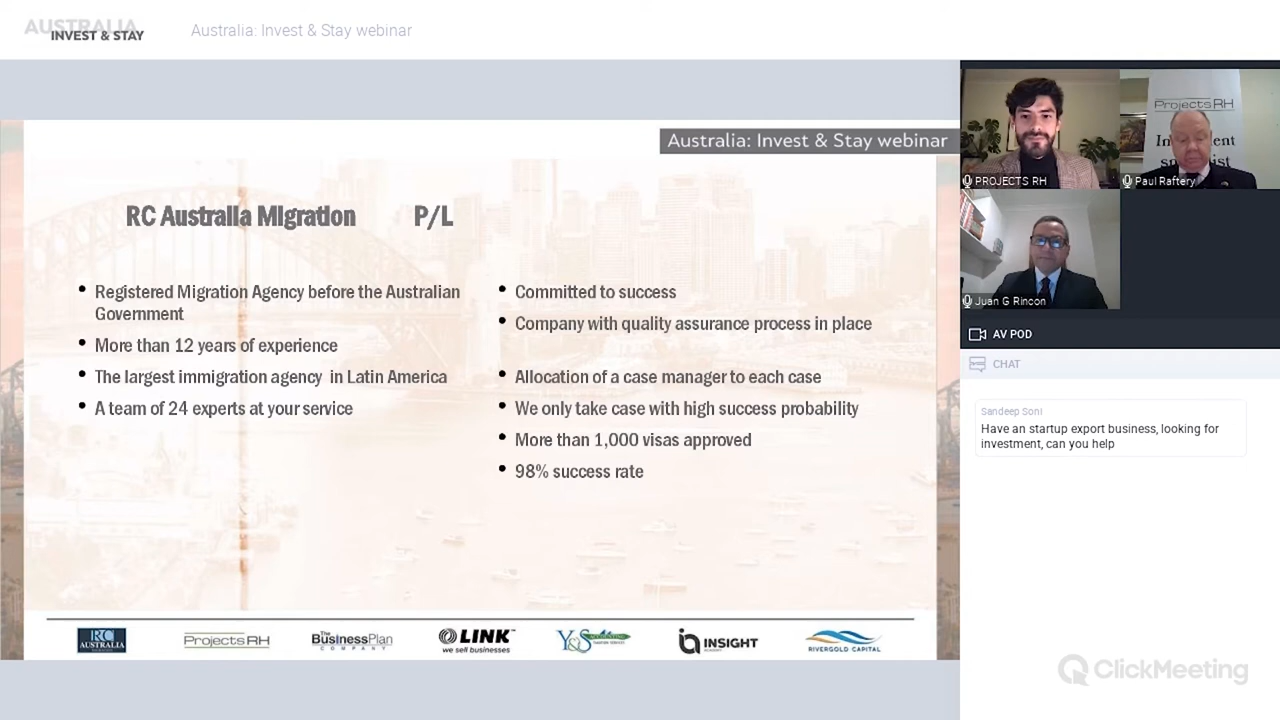 AUSTRALIA
INVEST & STAY
Australia: Invest & Stay webinar
Australia: Invest & Stay webinar
RC Australia Migration P/L
Registered Migration Agency before the Australian
Government
More than 12 years of experience
The largest immigration agency in Latin America
A team of 24 experts at your service
Committed to success
Company with quality assurance process in place
Allocation of a case manager to each case
We only take case with high success probability
More than 1,000 visas approved
98% success rate
RC
AUSTRALIA
ProjectsRH
The
BusinessPlan
COMPANY
LINK
we sell businesses
Y&S
INSIGHT
RIVERGOLD CAPITAL
PROJECTS RH
ProjectsRH
Paul Raftery
Juan G Rincon
AV POD
CHAT
Sandeep Soni
Have an startup export business, looking for
investment, can you help
ClickMeeting